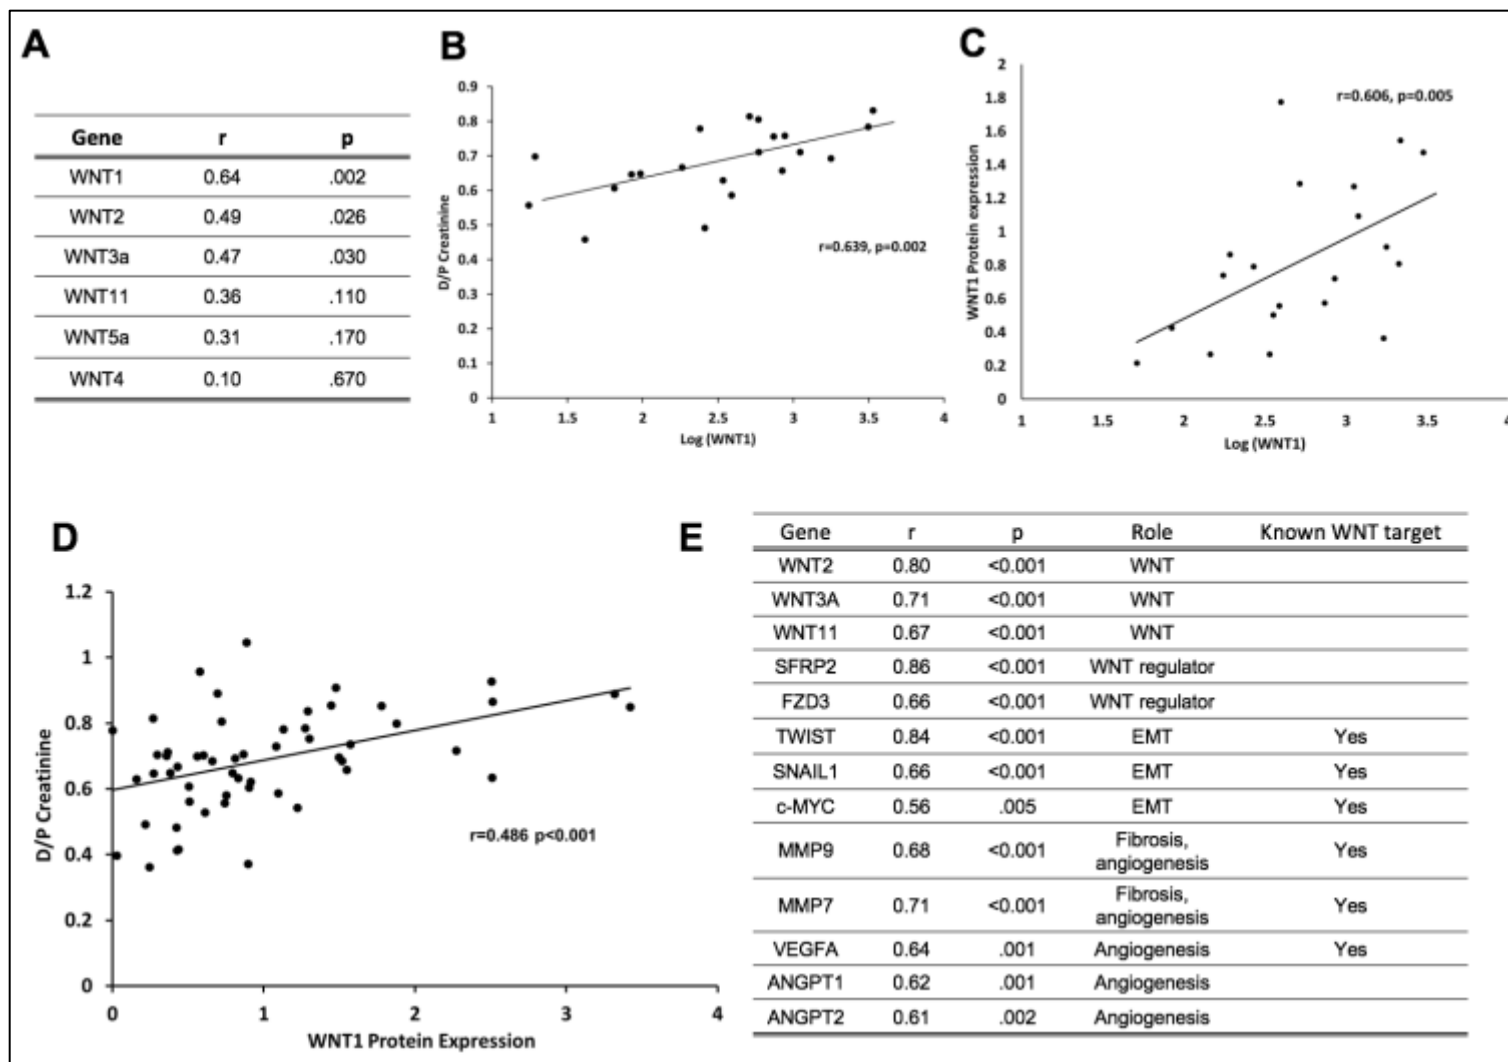 A
Gene r p
WNT1 0.64 .002
WNT2 0.49 .026
WNT3a 0.47 .030
WNT11 0.36 .110
WNT5a 0.31 .170
WNT4 0.10 .670
B
0.9
0.8
0.7
0.6
0.5
0.4
0.3
0.2
0.1
0
D/P Creatinine
r=0.639, p=0.002
1 1.5 2 2.5 3 3.5 4
Log (WNT1)
C
2
1.8
1.6
1.4
1.2
1
0.8
0.6
0.4
0.2
0
WNT1 Protein expression
r=0.606, p=0.005
1 1.5 2 2.5 3 3.5 4
Log (WNT1)
D
1.2
1
0.8
0.6
0.4
0.2
0
D/P Creatinine
r=0.486 p<0.001
0 1 2 3 4
WNT1 Protein Expression
E
Gene r p Role Known WNT target
WNT2 0.80 <0.001 WNT
WNT3A 0.71 <0.001 WNT
WNT11 0.67 <0.001 WNT
SFRP2 0.86 <0.001 WNT regulator
FZD3 0.66 <0.001 WNT regulator
TWIST 0.84 <0.001 EMT Yes
SNAIL1 0.66 <0.001 EMT Yes
c-MYC 0.56 .005 EMT Yes
MMP9 0.68 <0.001 Fibrosis, Yes
angiogenesis
MMP7 0.71 <0.001 Fibrosis, Yes
angiogenesis
VEGFA 0.64 .001 Angiogenesis Yes
ANGPT1 0.62 .001 Angiogenesis
ANGPT2 0.61 .002 Angiogenesis